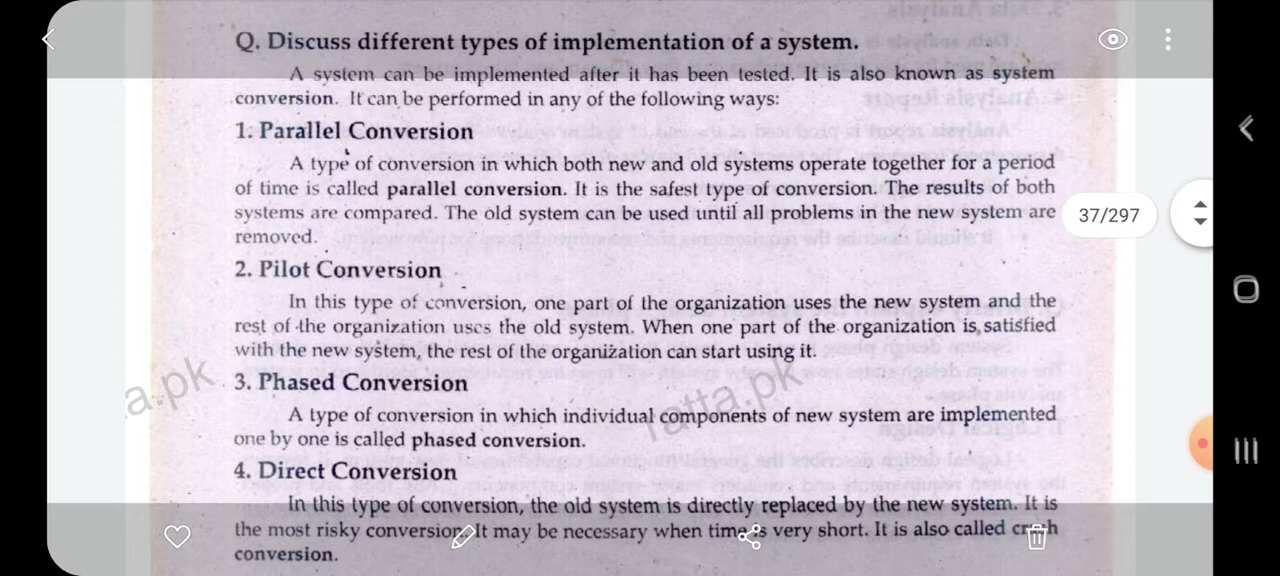 Q. Discuss different types of implementation of a system.
A system can be implemented after it has been tested. It is also known as system
conversion. It can be performed in any of the following ways:
1. Parallel Conversion
A type of conversion in which both new and old systems operate together for a period
of time is called parallel conversion. It is the safest type of conversion. The results of both
systems are compared. The old system can be used until all problems in the new system are
removed.
37/297
2. Pilot Conversion
In this type of conversion, one part of the organization uses the new system and the
rest of the organization uses the old system. When one part of the organization is satisfied
with the new system, the rest of the organization can start using it.
3. Phased Conversion
A type of conversion in which individual components of new system are implemented
one by one is called phased conversion.
4. Direct Conversion
In this type of conversion, the old system is directly replaced by the new system. It is
the most risky conversion. It may be necessary when time is very short. It is also called crash
conversion.
ratta.pk